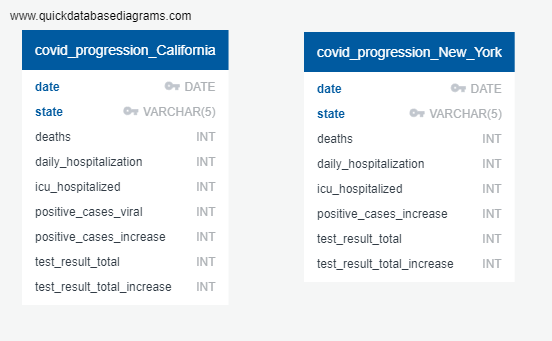 www.quickdatabasediagrams.com
covid_progression_California
date DATE
state VARCHAR(5)
deaths INT
daily_hospitalization INT
icu_hospitalized INT
positive_cases_viral INT
positive_cases_increase INT
test_result_total INT
test_result_total_increase INT
covid_progression_New_York
date DATE
state VARCHAR(5)
deaths INT
daily_hospitalization INT
icu_hospitalized INT
positive_cases_increase INT
test_result_total INT
test_result_total_increase INT